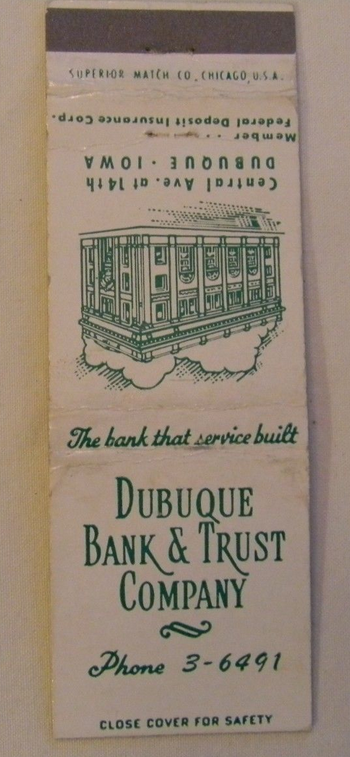 SUPERIOR MATCH CO., CHICAGO, U.S.A.
Central Ave. at 14th
DUBUQUE · IOWA
Member . . .
Federal Deposit Insurance Corp.
The bank that service built
DUBUQUE
BANK & TRUST
COMPANY
Phone 3-6491
CLOSE COVER FOR SAFETY